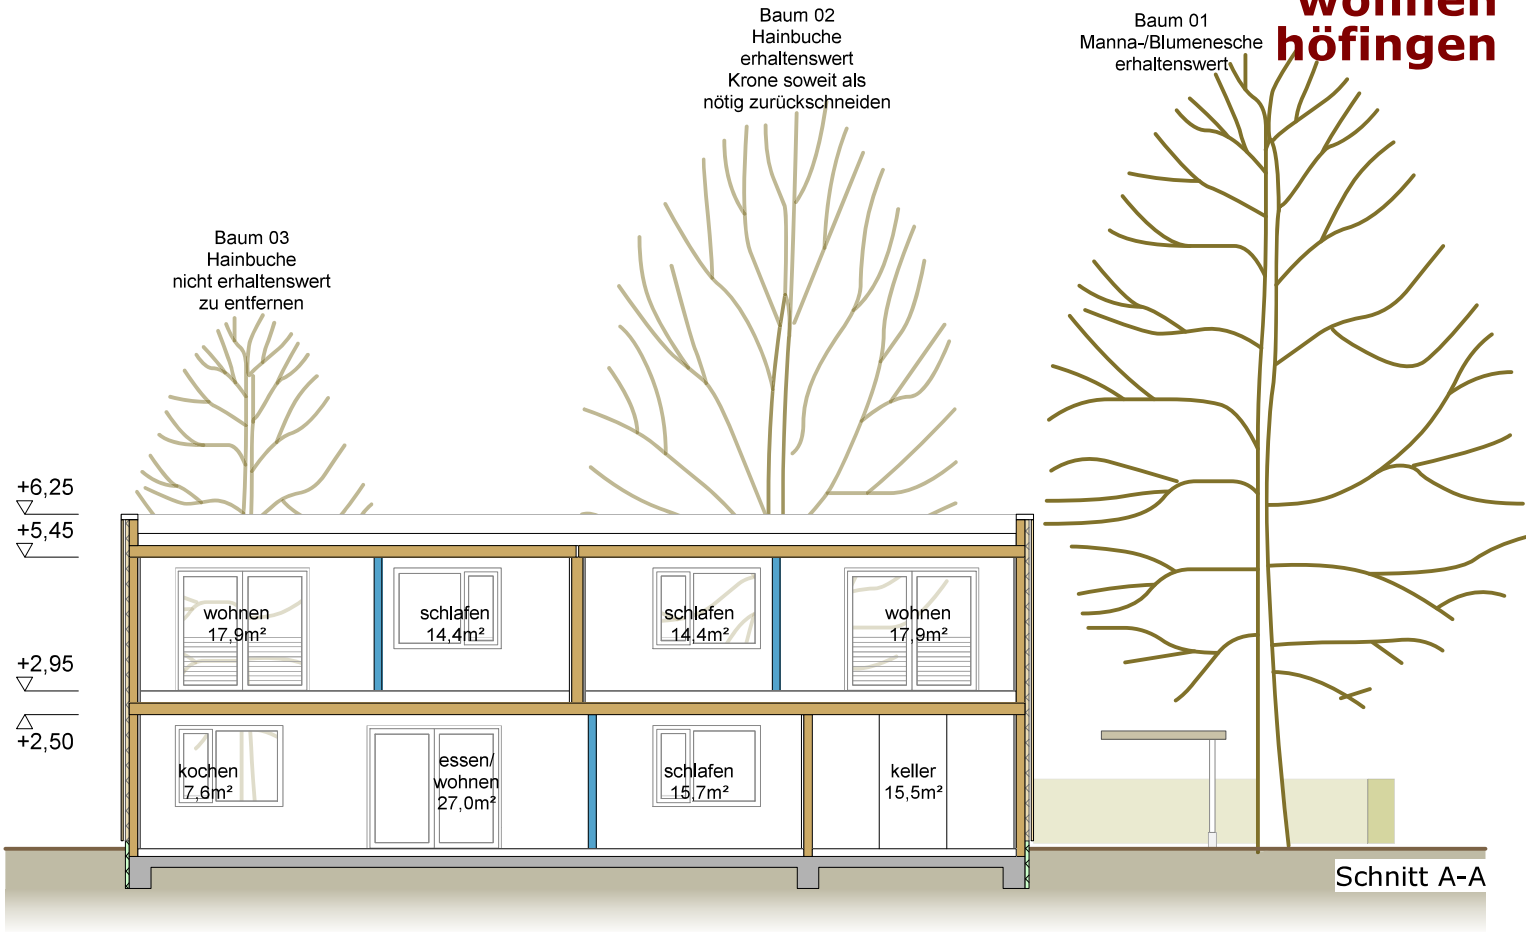 wohnen
höfingen
Baum 02
Hainbuche
erhaltenswert
Krone soweit als
nötig zurückschneiden
Baum 01
Manna-/Blumenesche
erhaltenswert
Baum 03
Hainbuche
nicht erhaltenswert
zu entfernen
+6,25
+5,45
+2,95
+2,50
wohnen
17,9m²
schlafen
14,4m²
schlafen
14,4m²
wohnen
17,9m²
kochen
7,6m²
essen/
wohnen
27,0m²
schlafen
15,7m²
keller
15,5m²
Schnitt A-A